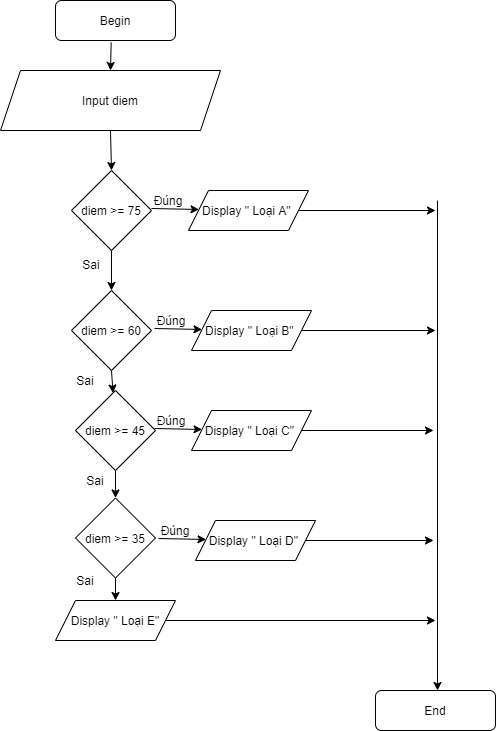 Begin
Input diem
diem >= 75
Đúng
Display " Loại A"
Sai
diem >= 60
Đúng
Display " Loại B"
Sai
diem >= 45
Đúng
Display " Loại C"
Sai
diem >= 35
Đúng
Display " Loại D"
Sai
Display " Loại E"
End